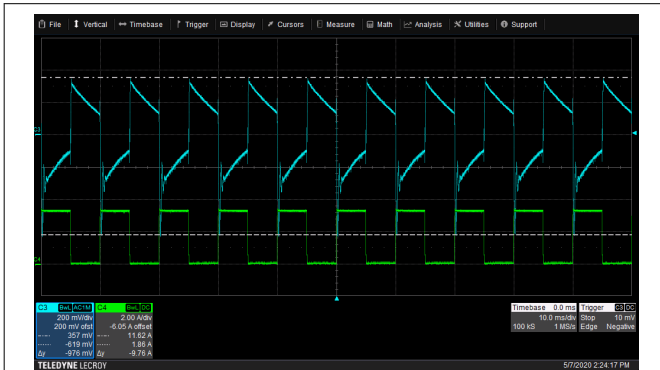 File Vertical Timebase Trigger Display Cursors Measure Math Analysis Utilities Support
C3
C4
C3 BwL AC1M
200 mV/div
200 mV ofst
357 mV
-619 mV
Δy -976 mV
C4 BwL DC
2.00 A/div
-6.05 A offset
11.62 A
1.86 A
Δy -9.76 A
Timebase 0.0 ms
10.0 ms/div
100 kS 1 MS/s
Trigger C3 DC
Stop 10 mV
Edge Negative
TELEDYNE LECROY
5/7/2020 2:24:17 PM